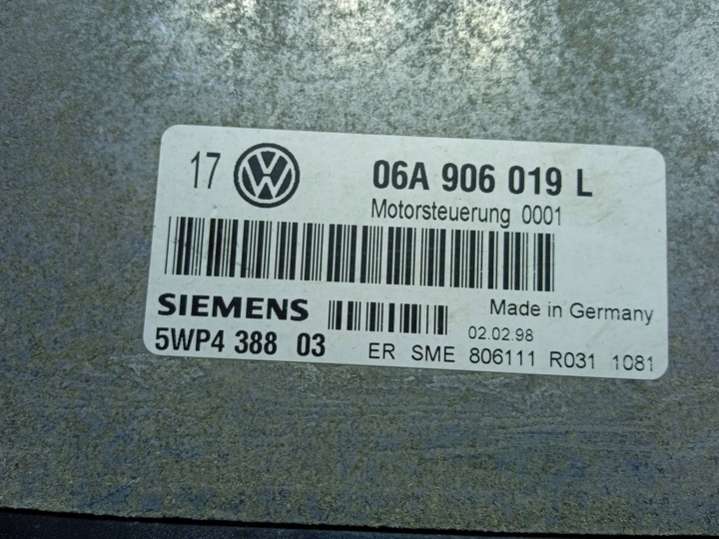 17 VW 06A 906 019 L
Motorsteuerung 0001
SIEMENS Made in Germany
02.02.98
5WP4 388 03 ER SME 806111 R031 1081